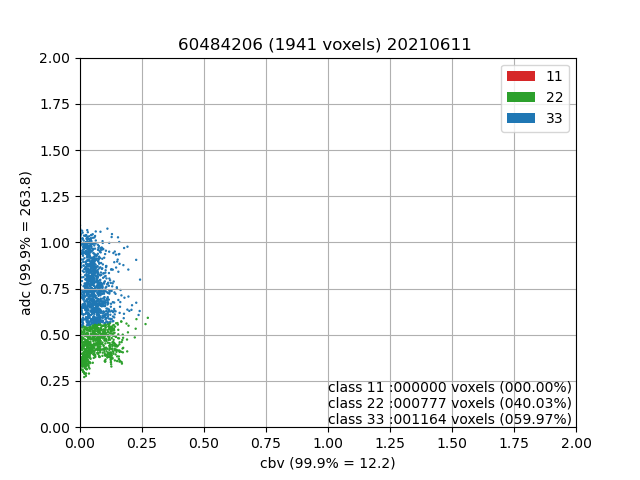 60484206 (1941 voxels) 20210611
2.00
1.75
1.50
1.25
1.00
0.75
0.50
0.25
0.00
adc (99.9% = 263.8)
11
22
33
class 11 :000000 voxels (000.00%)
class 22 :000777 voxels (040.03%)
class 33 :001164 voxels (059.97%)
0.00 0.25 0.50 0.75 1.00 1.25 1.50 1.75 2.00
cbv (99.9% = 12.2)